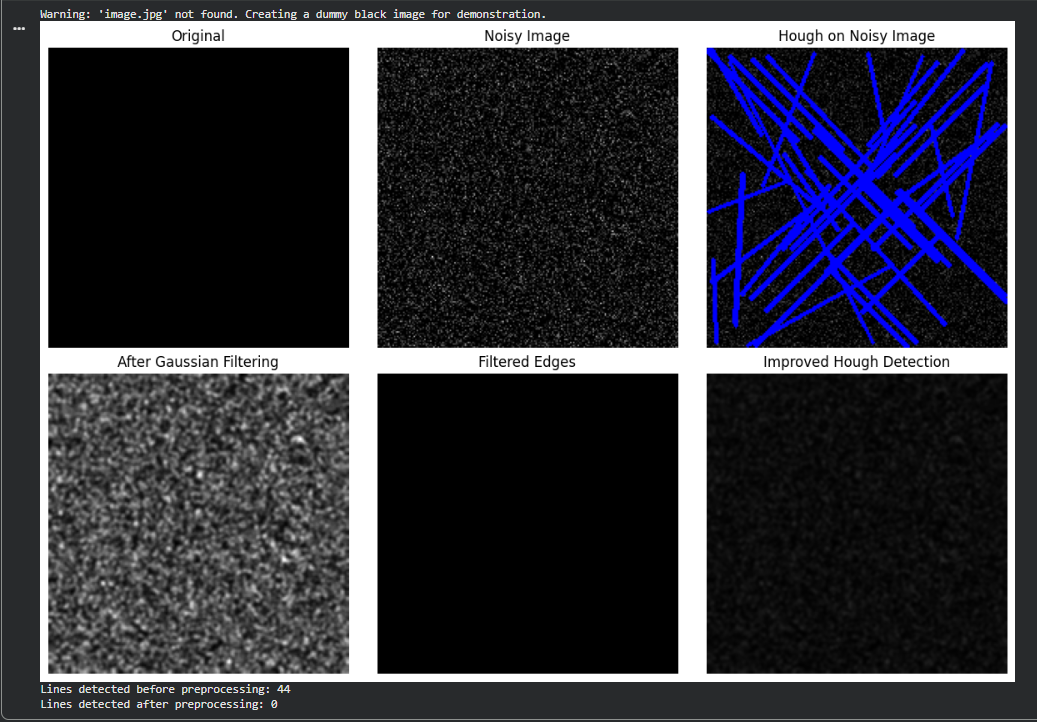 Warning: 'image.jpg' not found. Creating a dummy black image for demonstration.
Original
Noisy Image
Hough on Noisy Image
After Gaussian Filtering
Filtered Edges
Improved Hough Detection
Lines detected before preprocessing: 44
Lines detected after preprocessing: 0